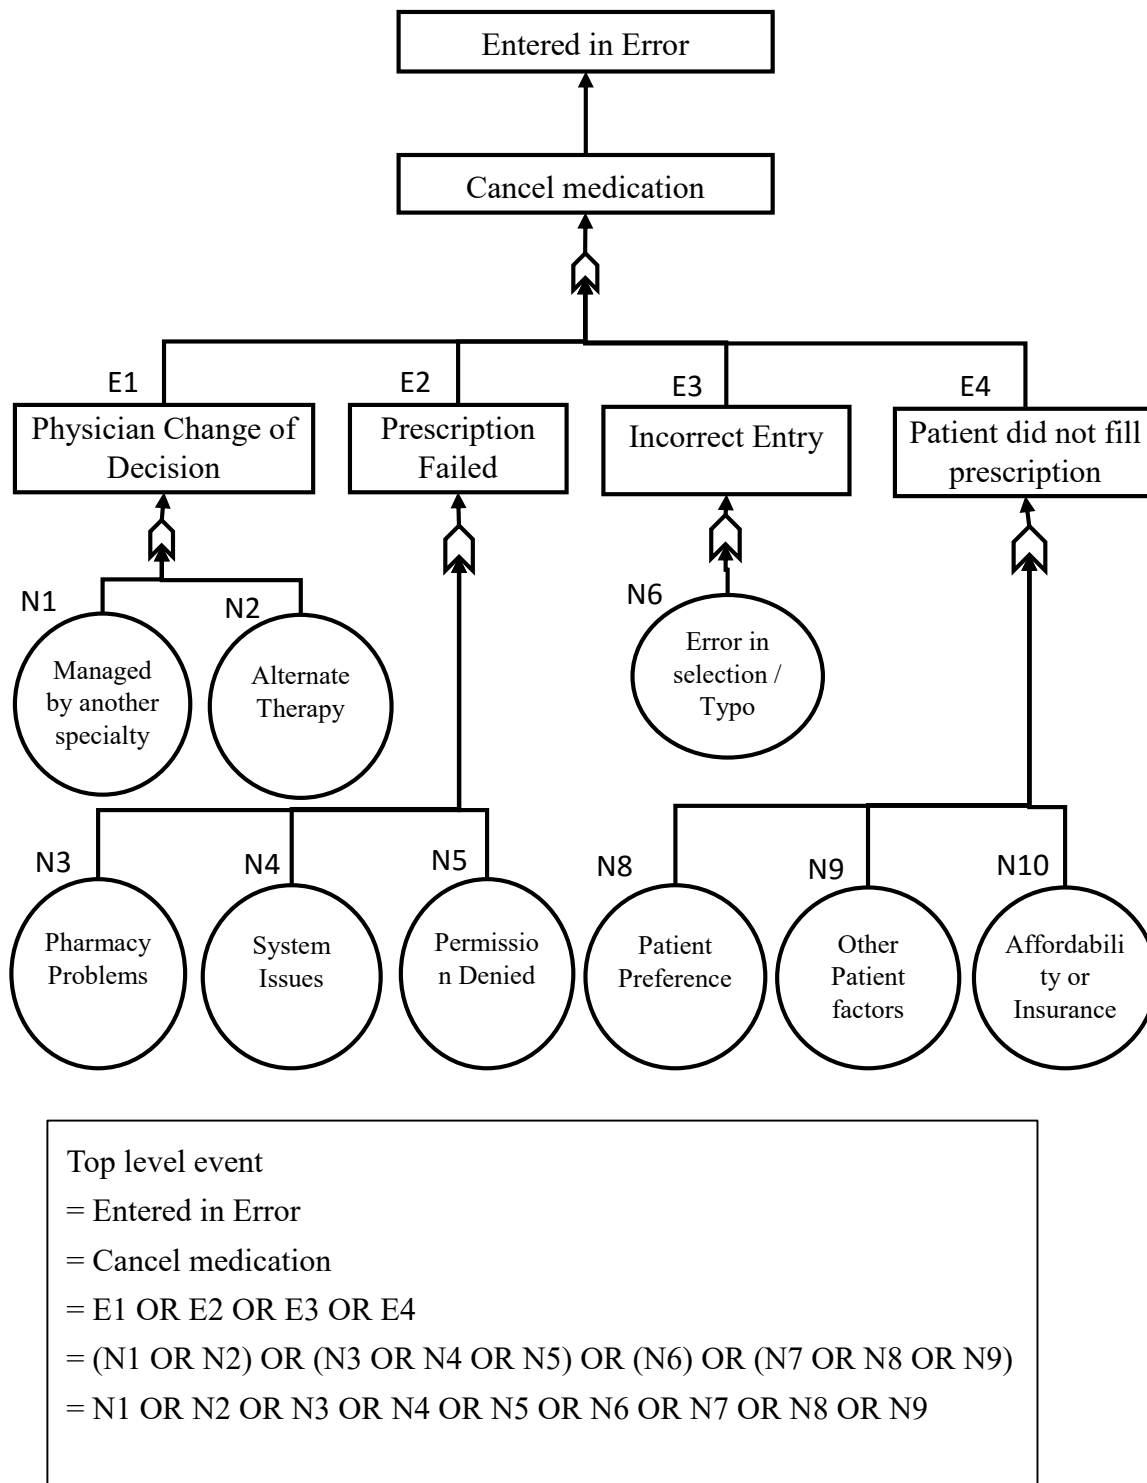 Entered in Error
Cancel medication
E1
Physician Change of
Decision
E2
Prescription
Failed
E3
Incorrect Entry
E4
Patient did not fill
prescription
N1
Managed
by another
specialty
N2
Alternate
Therapy
N6
Error in
selection /
Typo
N3
Pharmacy
Problems
N4
System
Issues
N5
Permissio
n Denied
N8
Patient
Preference
N9
Other
Patient
factors
N10
Affordabili
ty or
Insurance
Top level event
= Entered in Error
= Cancel medication
= E1 OR E2 OR E3 OR E4
= (N1 OR N2) OR (N3 OR N4 OR N5) OR (N6) OR (N7 OR N8 OR N9)
= N1 OR N2 OR N3 OR N4 OR N5 OR N6 OR N7 OR N8 OR N9